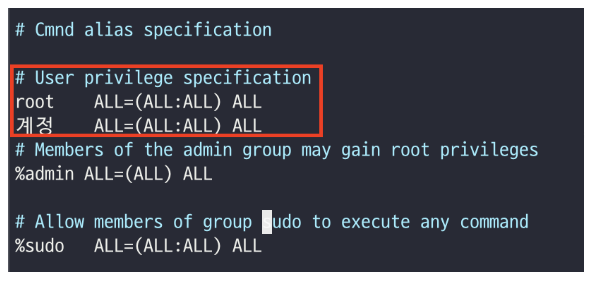 # Cmnd alias specification
# User privilege specification
root ALL=(ALL:ALL) ALL
계정 ALL=(ALL:ALL) ALL
# Members of the admin group may gain root privileges
%admin ALL=(ALL) ALL
# Allow members of group sudo to execute any command
%sudo ALL=(ALL:ALL) ALL